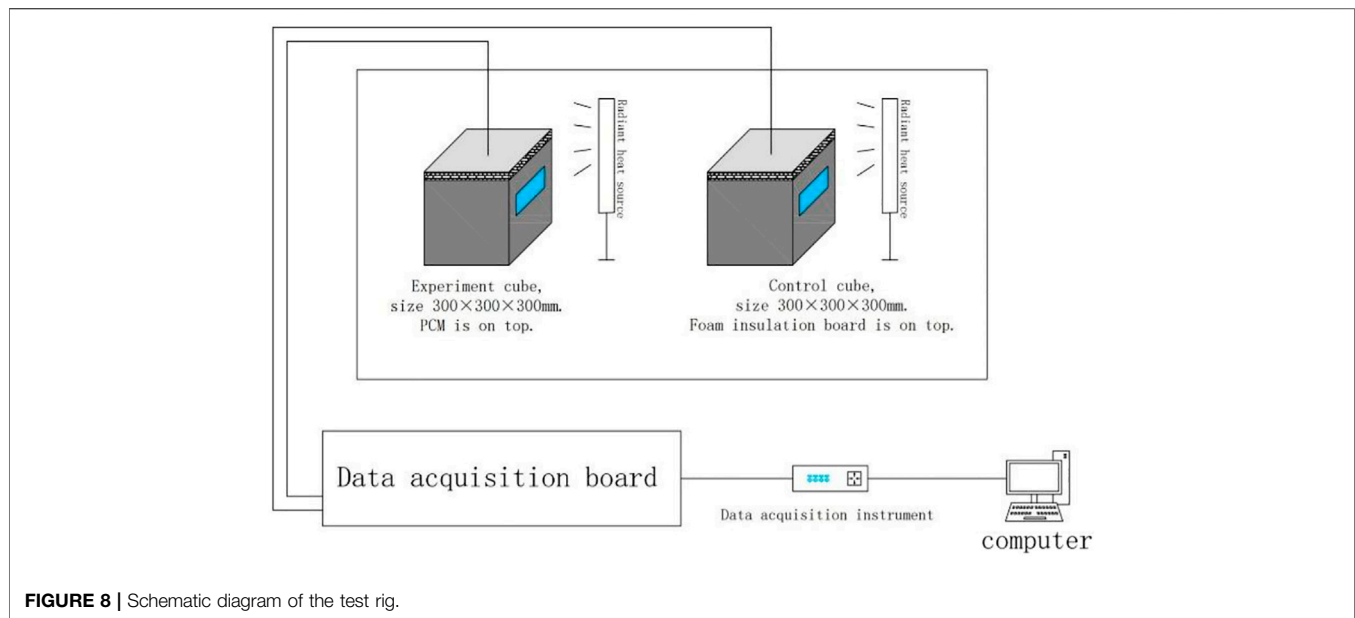 Radiant heat source
Radiant heat source
Experiment cube,
size 300×300×300mm.
PCM is on top.
Control cube,
size 300×300×300mm.
Foam insulation board is on top.
Data acquisition board
Data acquisition instrument
computer
FIGURE 8 | Schematic diagram of the test rig.